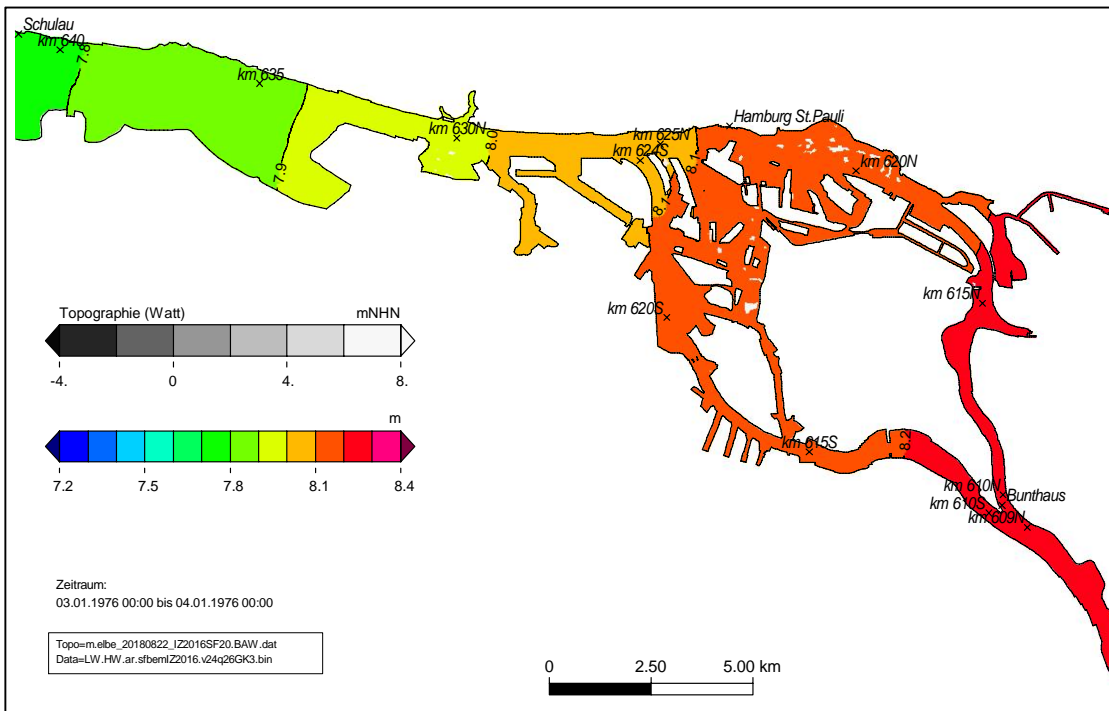 Schulau
km 640
7.8
km 635
7.9
km 630N
8.0
km 625N
km 624S
8.1
8.1
Hamburg St.Pauli
km 620N
km 615N
km 620S
km 615S
8.2
km 610N
Bunthaus
km 610S
km 609N
Topographie (Watt) mNHN
-4. 0 4. 8.
m
7.2 7.5 7.8 8.1 8.4
Zeitraum:
03.01.1976 00:00 bis 04.01.1976 00:00
Topo=m.elbe_20180822_IZ2016SF20.BAW.dat
Data=LW.HW.ar.sfbemIZ2016.v24q26GK3.bin
0 2.50 5.00 km